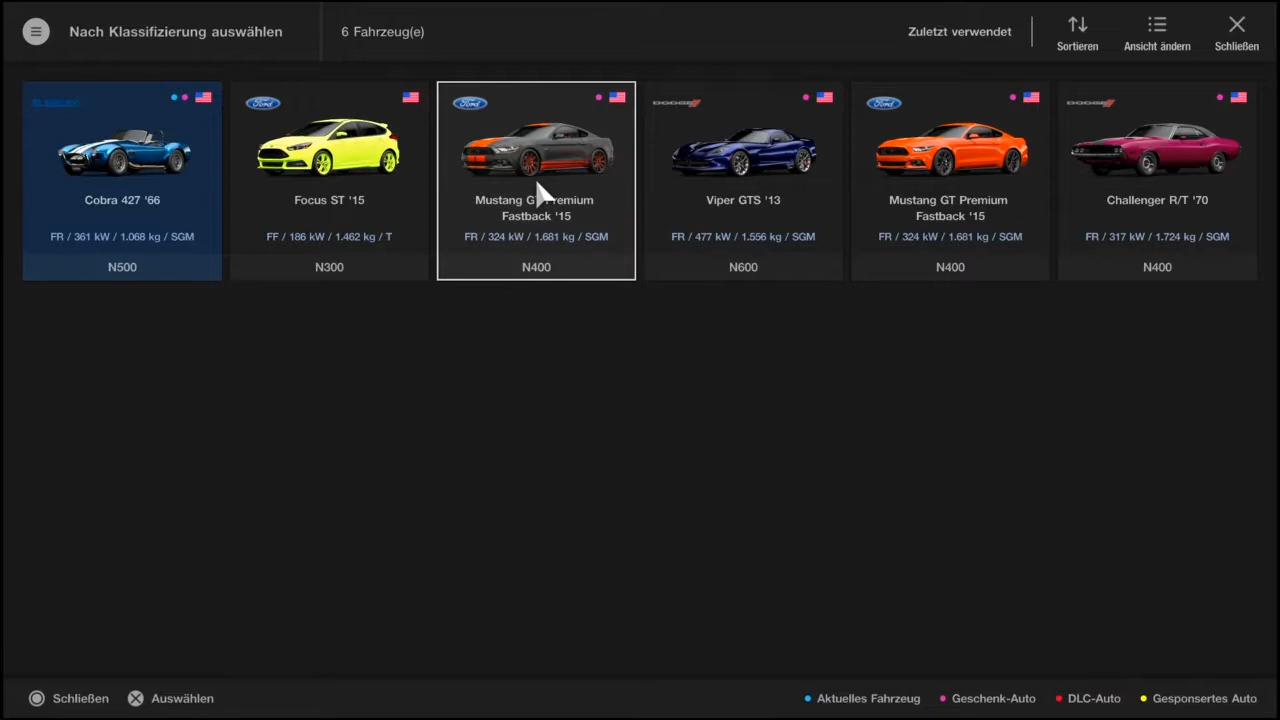 Nach Klassifizierung auswählen
6 Fahrzeug(e)
Zuletzt verwendet
Sortieren
Ansicht ändern
Schließen
Cobra 427 '66
FR / 361 kW / 1.068 kg / SGM
N500
Ford
Focus ST '15
FF / 186 kW / 1.462 kg / T
N300
Ford
Mustang GT Premium
Fastback '15
FR / 324 kW / 1.681 kg / SGM
N400
DODGE
Viper GTS '13
FR / 477 kW / 1.556 kg / SGM
N600
Ford
Mustang GT Premium
Fastback '15
FR / 324 kW / 1.681 kg / SGM
N400
DODGE
Challenger R/T '70
FR / 317 kW / 1.724 kg / SGM
N400
Schließen
Auswählen
Aktuelles Fahrzeug
Geschenk-Auto
DLC-Auto
Gesponsertes Auto